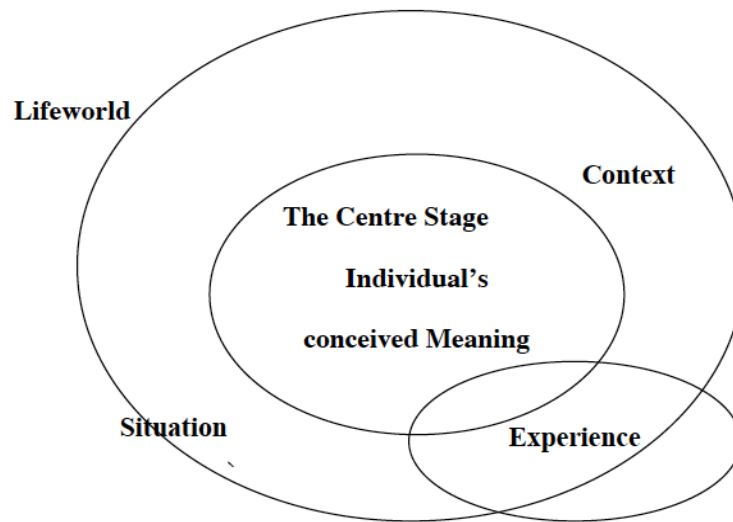 Lifeworld
Context
The Centre Stage
Individual's
conceived Meaning
Situation
Experience